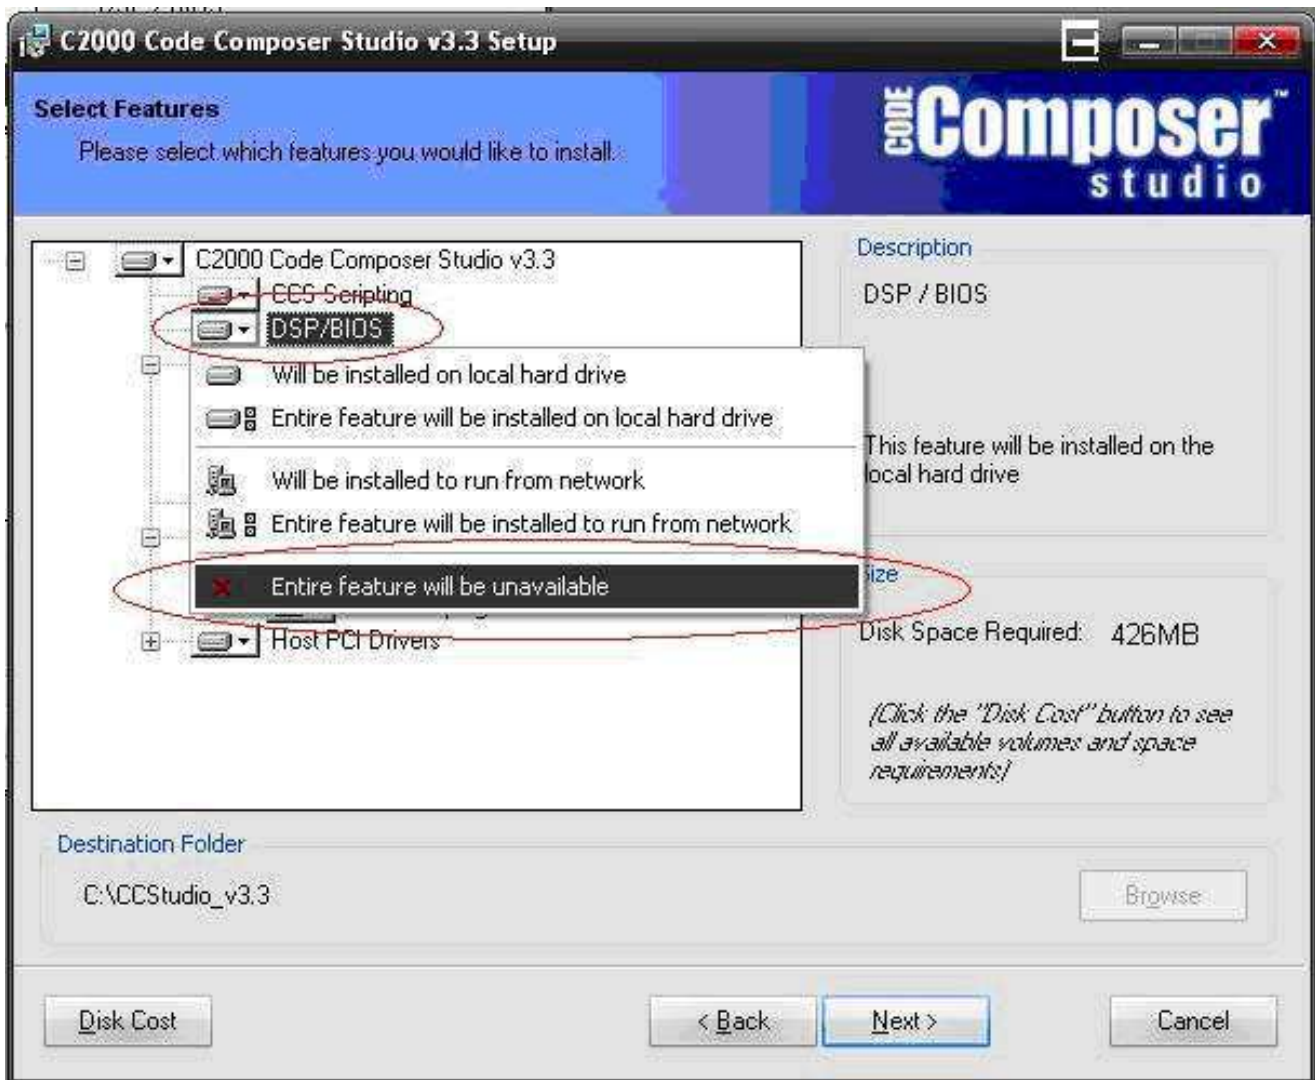 C2000 Code Composer Studio v3.3 Setup
Select Features
Please select which features you would like to install.
CODE Composer™
studio
C2000 Code Composer Studio v3.3
CCS Scripting
DSP/BIOS
Will be installed on local hard drive
Entire feature will be installed on local hard drive
Will be installed to run from network
Entire feature will be installed to run from network
Entire feature will be unavailable
Host PCI Drivers
Description
DSP / BIOS
This feature will be installed on the
local hard drive
Size
Disk Space Required: 426MB
(Click the "Disk Cost" button to see
all available volumes and space
requirements)
Destination Folder
C:\CCStudio_v3.3
Browse
Disk Cost
< Back
Next >
Cancel